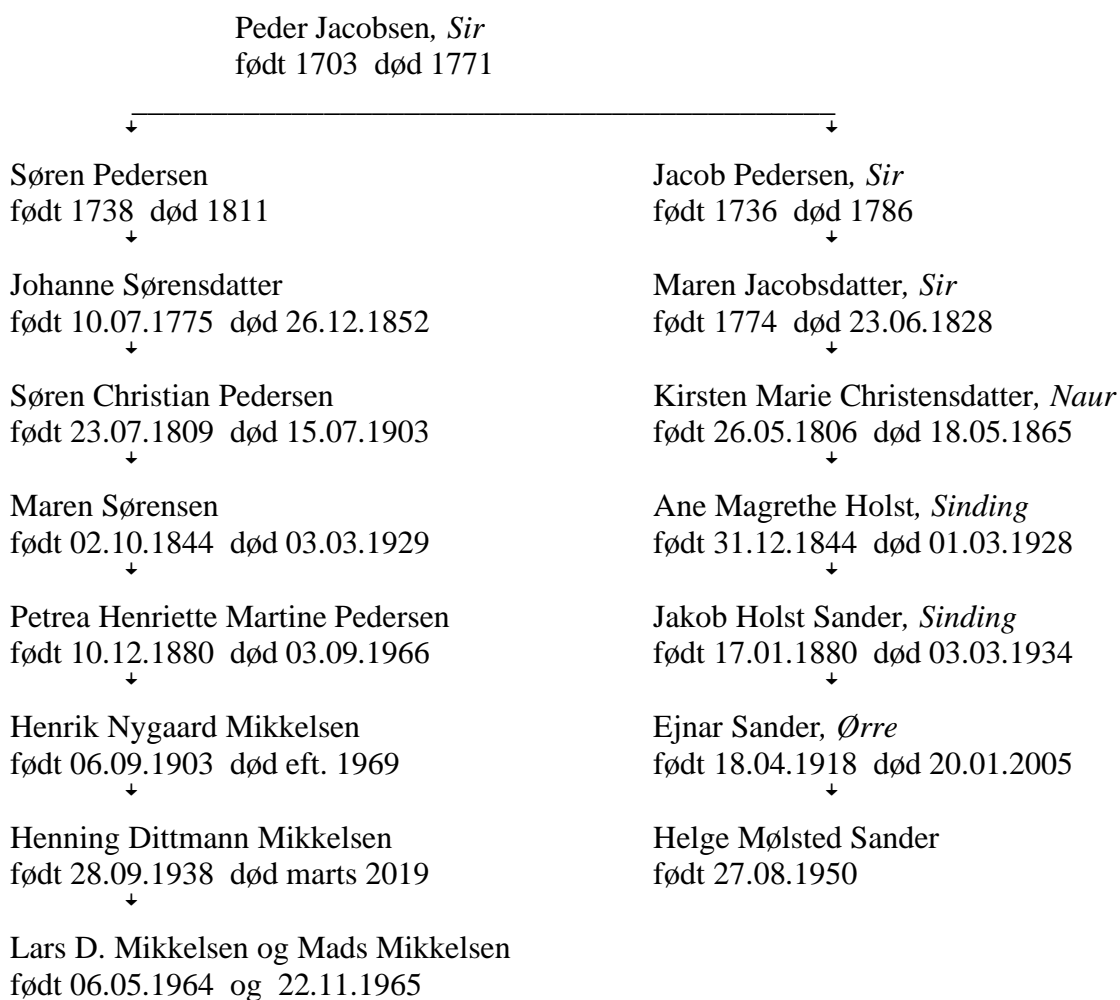 Peder Jacobsen, Sir
født 1703 død 1771
Søren Pedersen
født 1738 død 1811
Johanne Sørensdatter
født 10.07.1775 død 26.12.1852
Søren Christian Pedersen
født 23.07.1809 død 15.07.1903
Maren Sørensen
født 02.10.1844 død 03.03.1929
Petrea Henriette Martine Pedersen
født 10.12.1880 død 03.09.1966
Henrik Nygaard Mikkelsen
født 06.09.1903 død eft. 1969
Henning Dittmann Mikkelsen
født 28.09.1938 død marts 2019
Lars D. Mikkelsen og Mads Mikkelsen
født 06.05.1964 og 22.11.1965
Jacob Pedersen, Sir
født 1736 død 1786
Maren Jacobsdatter, Sir
født 1774 død 23.06.1828
Kirsten Marie Christensdatter, Naur
født 26.05.1806 død 18.05.1865
Ane Magrethe Holst, Sinding
født 31.12.1844 død 01.03.1928
Jakob Holst Sander, Sinding
født 17.01.1880 død 03.03.1934
Ejnar Sander, Ørre
født 18.04.1918 død 20.01.2005
Helge Mølsted Sander
født 27.08.1950